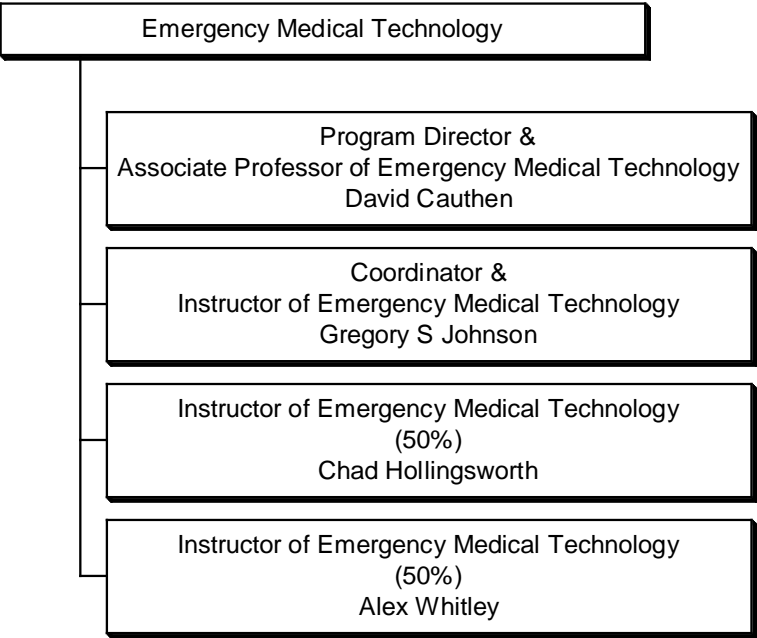 Emergency Medical Technology
Program Director &
Associate Professor of Emergency Medical Technology
David Cauthen
Coordinator &
Instructor of Emergency Medical Technology
Gregory S Johnson
Instructor of Emergency Medical Technology
(50%)
Chad Hollingsworth
Instructor of Emergency Medical Technology
(50%)
Alex Whitley